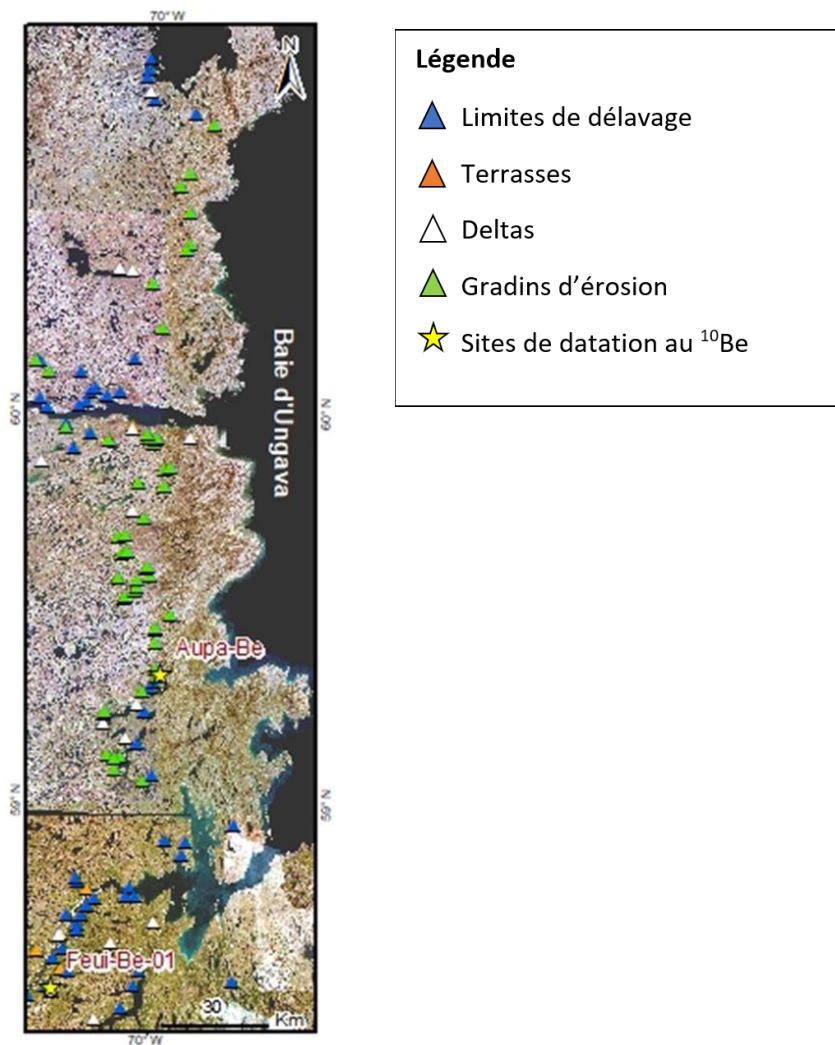 70° W
N
Légende
Limites de délavage
Terrasses
Deltas
Gradins d'érosion
Sites de datation au ¹⁰Be
Baie d'Ungava
60° N
60° N
Aupa-Be
59° N
59° N
Feui-Be-01
30
Km
70° W